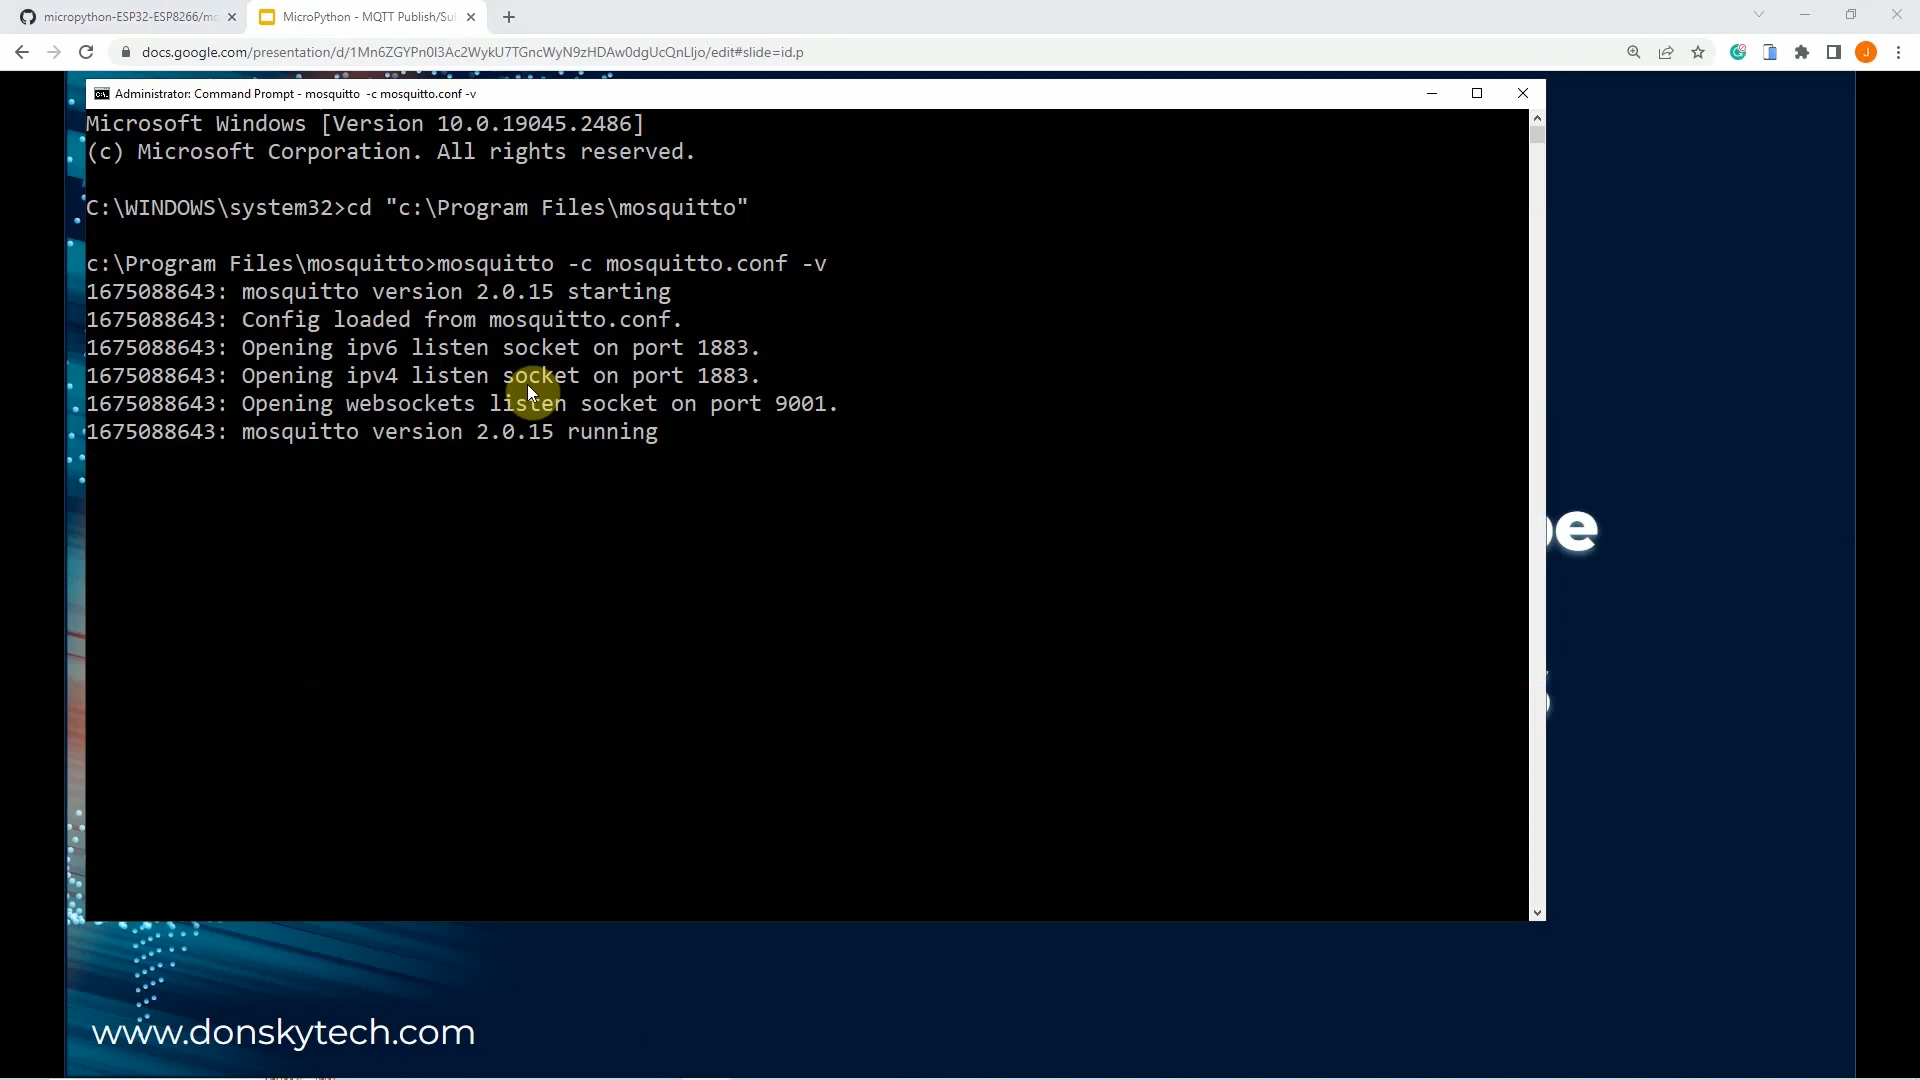 micropython-ESP32-ESP8266/mo
MicroPython - MQTT Publish/Sul
docs.google.com/presentation/d/1Mn6ZGYPn0I3Ac2WykU7TGncWyN9zHDAw0dgUcQnLljo/edit#slide=id.p
J
Administrator: Command Prompt - mosquitto -c mosquitto.conf -v
Microsoft Windows [Version 10.0.19045.2486]
(c) Microsoft Corporation. All rights reserved.
C:\WINDOWS\system32>cd "c:\Program Files\mosquitto"
c:\Program Files\mosquitto>mosquitto -c mosquitto.conf -v
1675088643: mosquitto version 2.0.15 starting
1675088643: Config loaded from mosquitto.conf.
1675088643: Opening ipv6 listen socket on port 1883.
1675088643: Opening ipv4 listen socket on port 1883.
1675088643: Opening websockets listen socket on port 9001.
1675088643: mosquitto version 2.0.15 running
www.donskytech.com